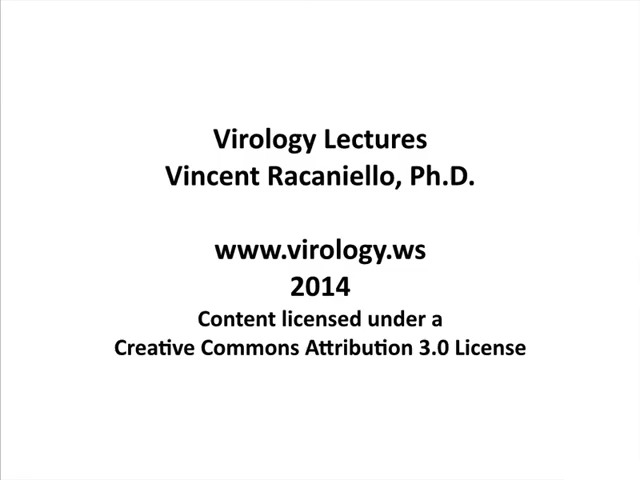 Virology Lectures
Vincent Racaniello, Ph.D.
www.virology.ws
2014
Content licensed under a
Creative Commons Attribution 3.0 License